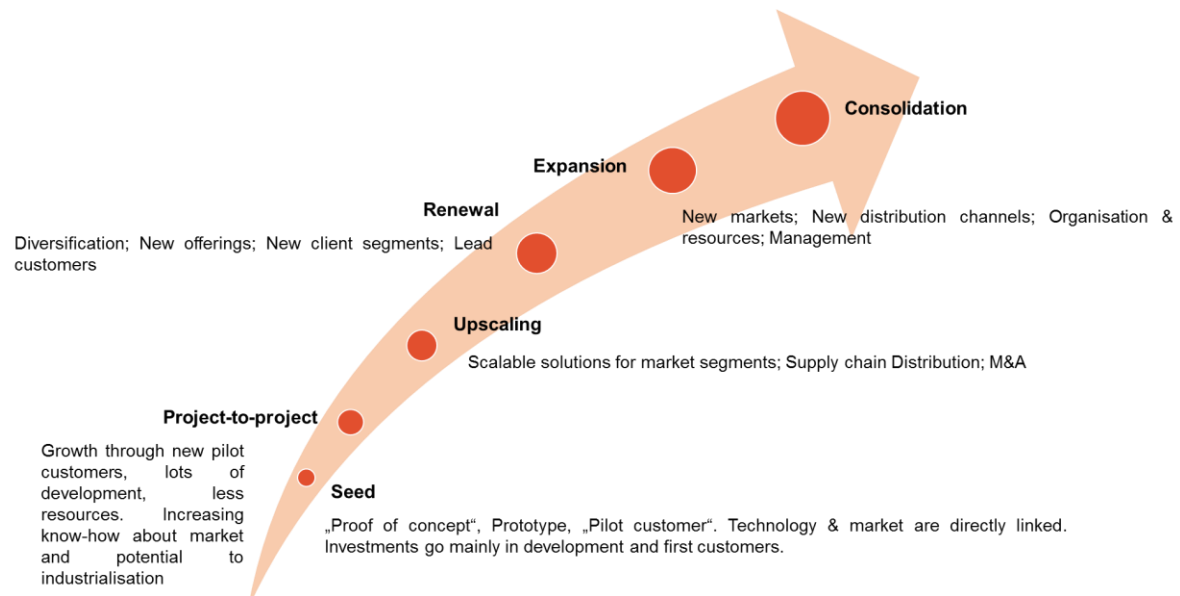 Consolidation
Expansion
New markets; New distribution channels; Organisation &
resources; Management
Renewal
Diversification; New offerings; New client segments; Lead
customers
Upscaling
Scalable solutions for market segments; Supply chain Distribution; M&A
Project-to-project
Growth through new pilot
customers, lots of
development, less
resources. Increasing
know-how about market
and potential to
industrialisation
Seed
„Proof of concept“, Prototype, „Pilot customer“. Technology & market are directly linked.
Investments go mainly in development and first customers.